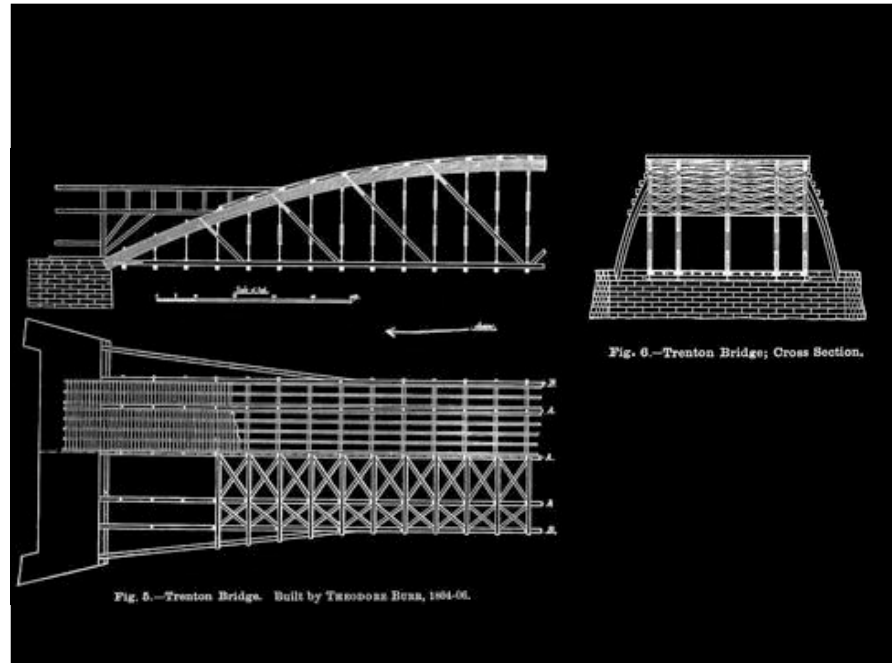 Fig. 6.—Trenton Bridge; Cross Section.
Fig. 5.—Trenton Bridge. Built by THEODORE BURR, 1804-06.